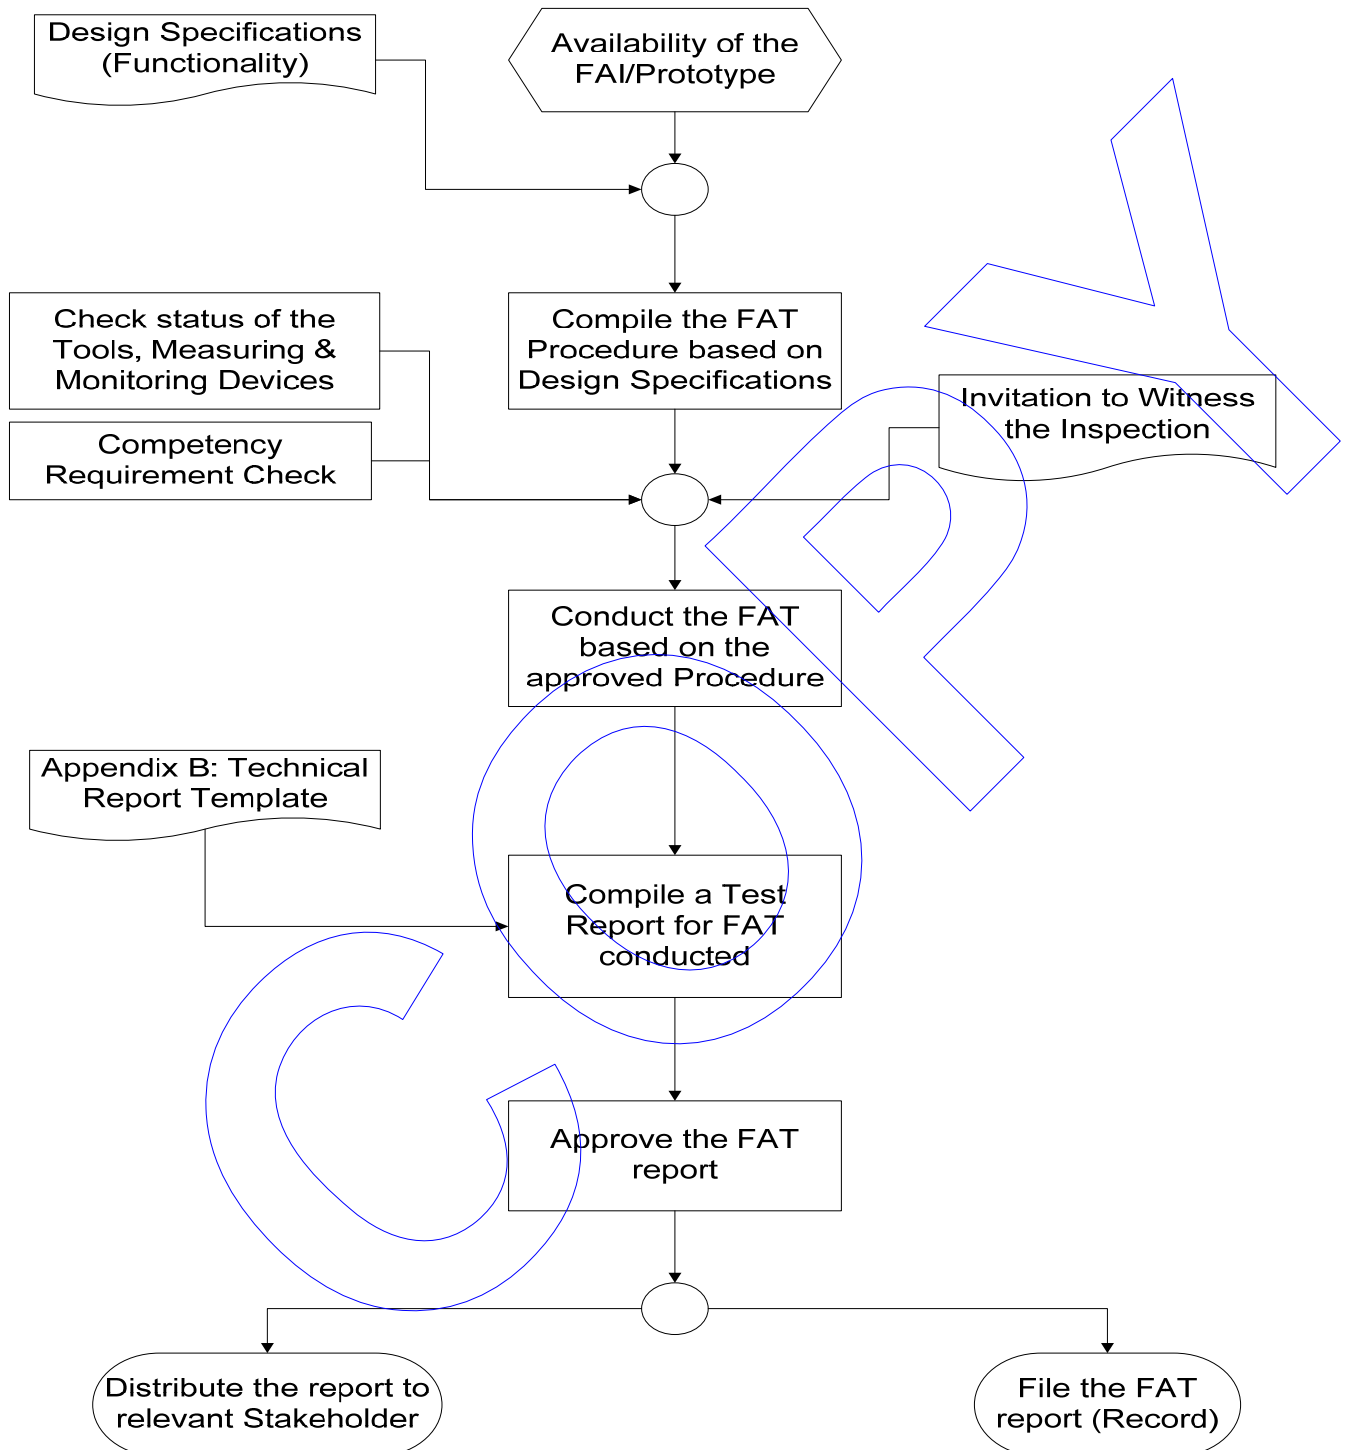 Design Specifications
(Functionality)
Availability of the
FAI/Prototype
Check status of the
Tools, Measuring &
Monitoring Devices
Compile the FAT
Procedure based on
Design Specifications
Invitation to Witness
the Inspection
Competency
Requirement Check
Conduct the FAT
based on the
approved Procedure
Appendix B: Technical
Report Template
Compile a Test
Report for FAT
conducted
Approve the FAT
report
Distribute the report to
relevant Stakeholder
File the FAT
report (Record)
COPY